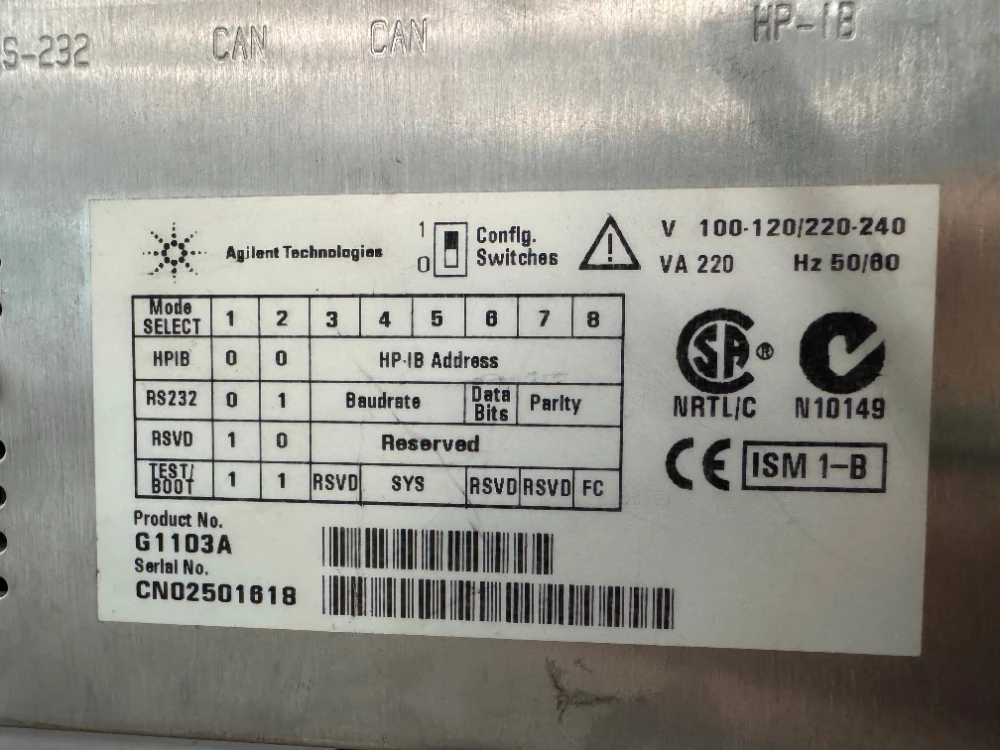 S-232 CAN CAN HP-IB
Agilent Technologies
1
0
Config.
Switches
V 100-120/220-240
VA 220 Hz 50/60
Mode SELECT 1 2 3 4 5 6 7 8
HPIB 0 0 HP-IB Address
RS232 0 1 Baudrate Data Bits Parity
RSVD 1 0 Reserved
TEST/BOOT 1 1 RSVD SYS RSVD RSVD FC
SA ®
NRTL/C N10149
CE ISM 1-B
Product No.
G1103A
Serial No.
CN02501618